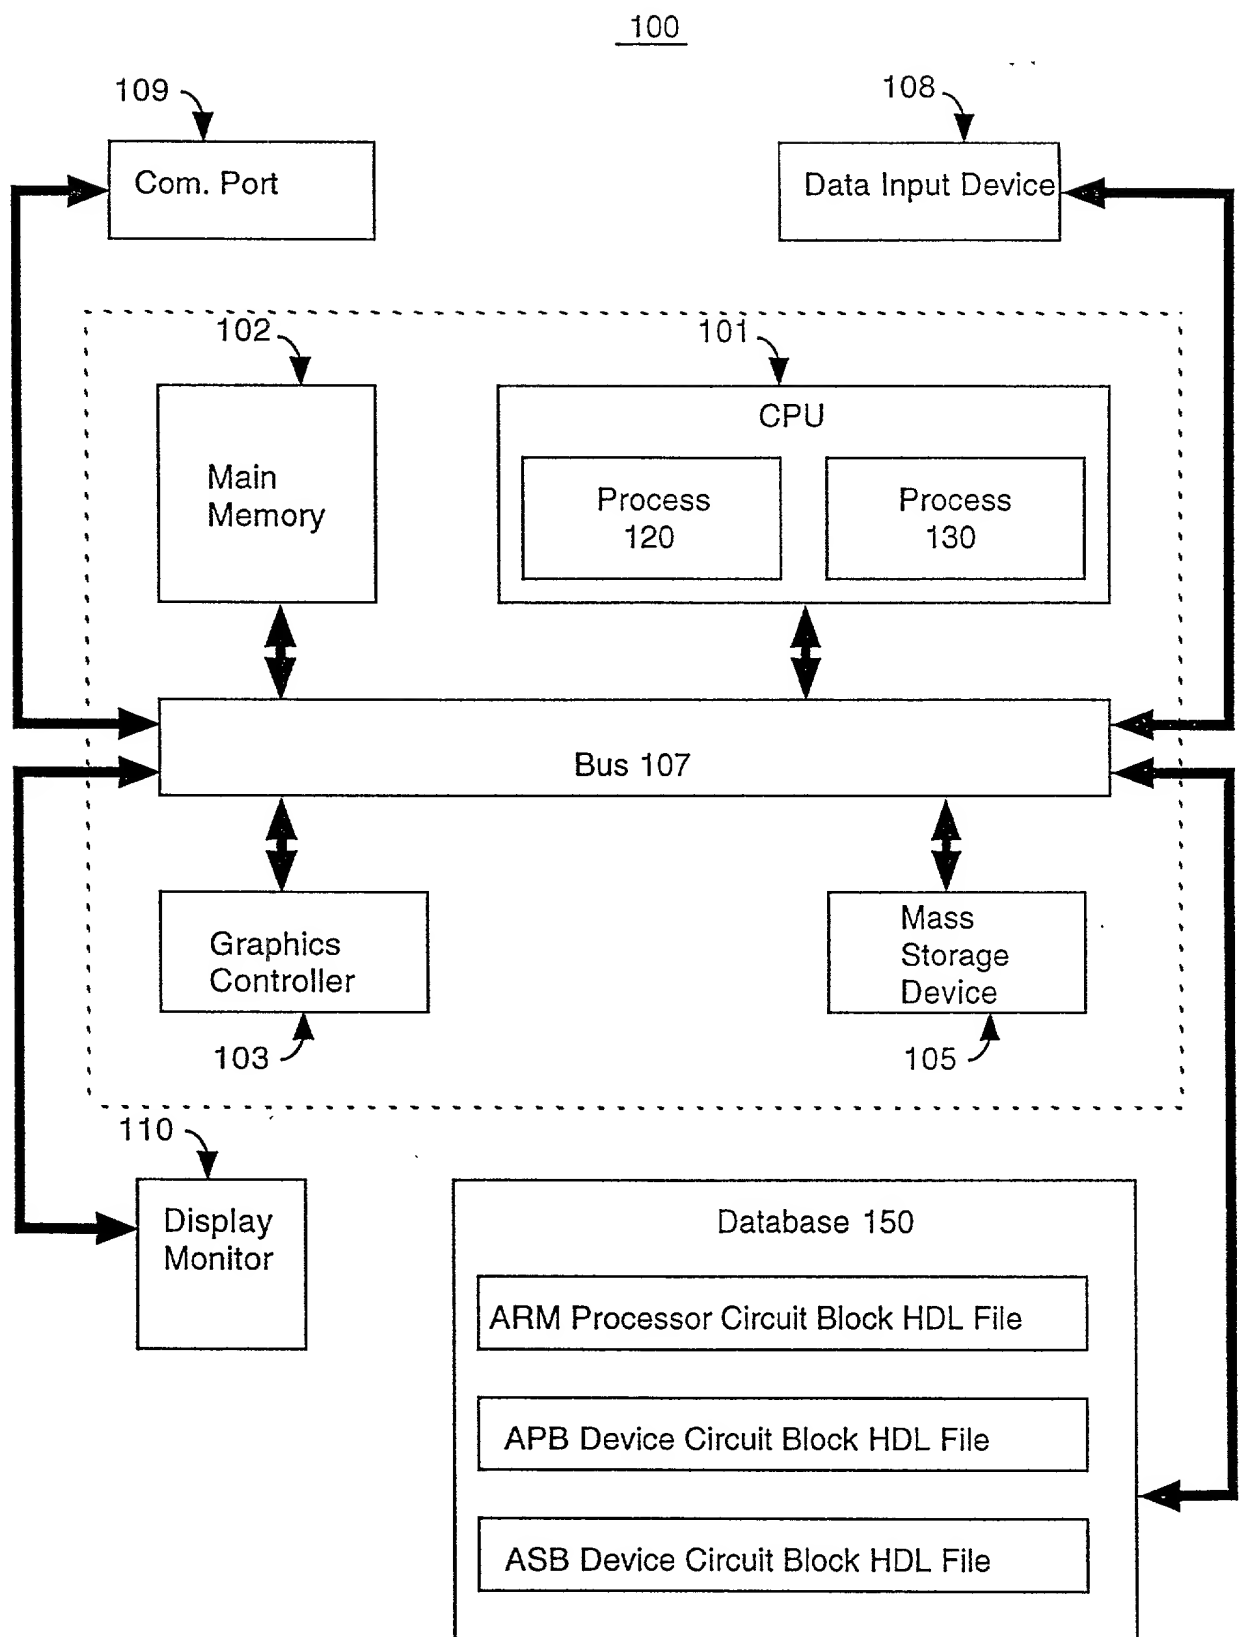 100
109
108
Com. Port
Data Input Device
102
101
CPU
Main
Memory
Process
120
Process
130
Bus 107
Graphics
Controller
Mass
Storage
Device
103
105
110
Display
Monitor
Database 150
ARM Processor Circuit Block HDL File
APB Device Circuit Block HDL File
ASB Device Circuit Block HDL File